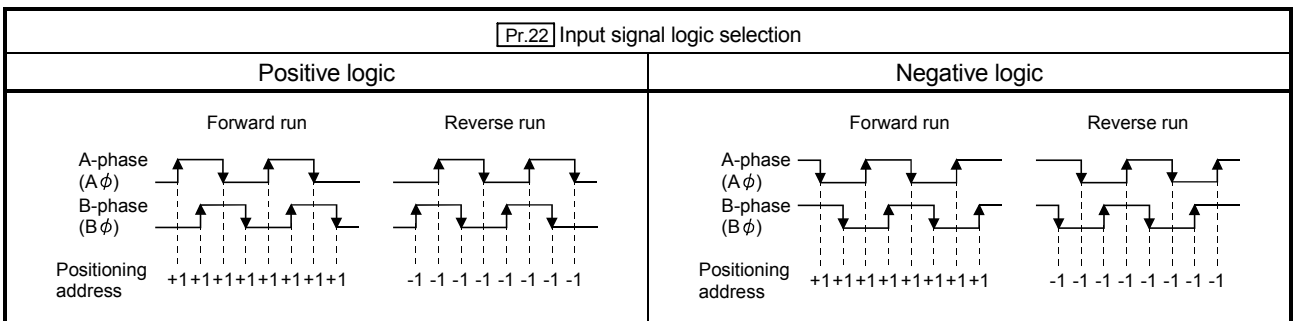 Pr.22 Input signal logic selection
Positive logic
Negative logic
Forward run
Reverse run
A-phase
(Aϕ)
B-phase
(Bϕ)
Positioning
address
+1+1+1+1+1+1+1+1
-1 -1 -1 -1 -1 -1 -1 -1
Forward run
Reverse run
A-phase
(Aϕ)
B-phase
(Bϕ)
Positioning
address
+1+1+1+1+1+1+1+1
-1 -1 -1 -1 -1 -1 -1 -1